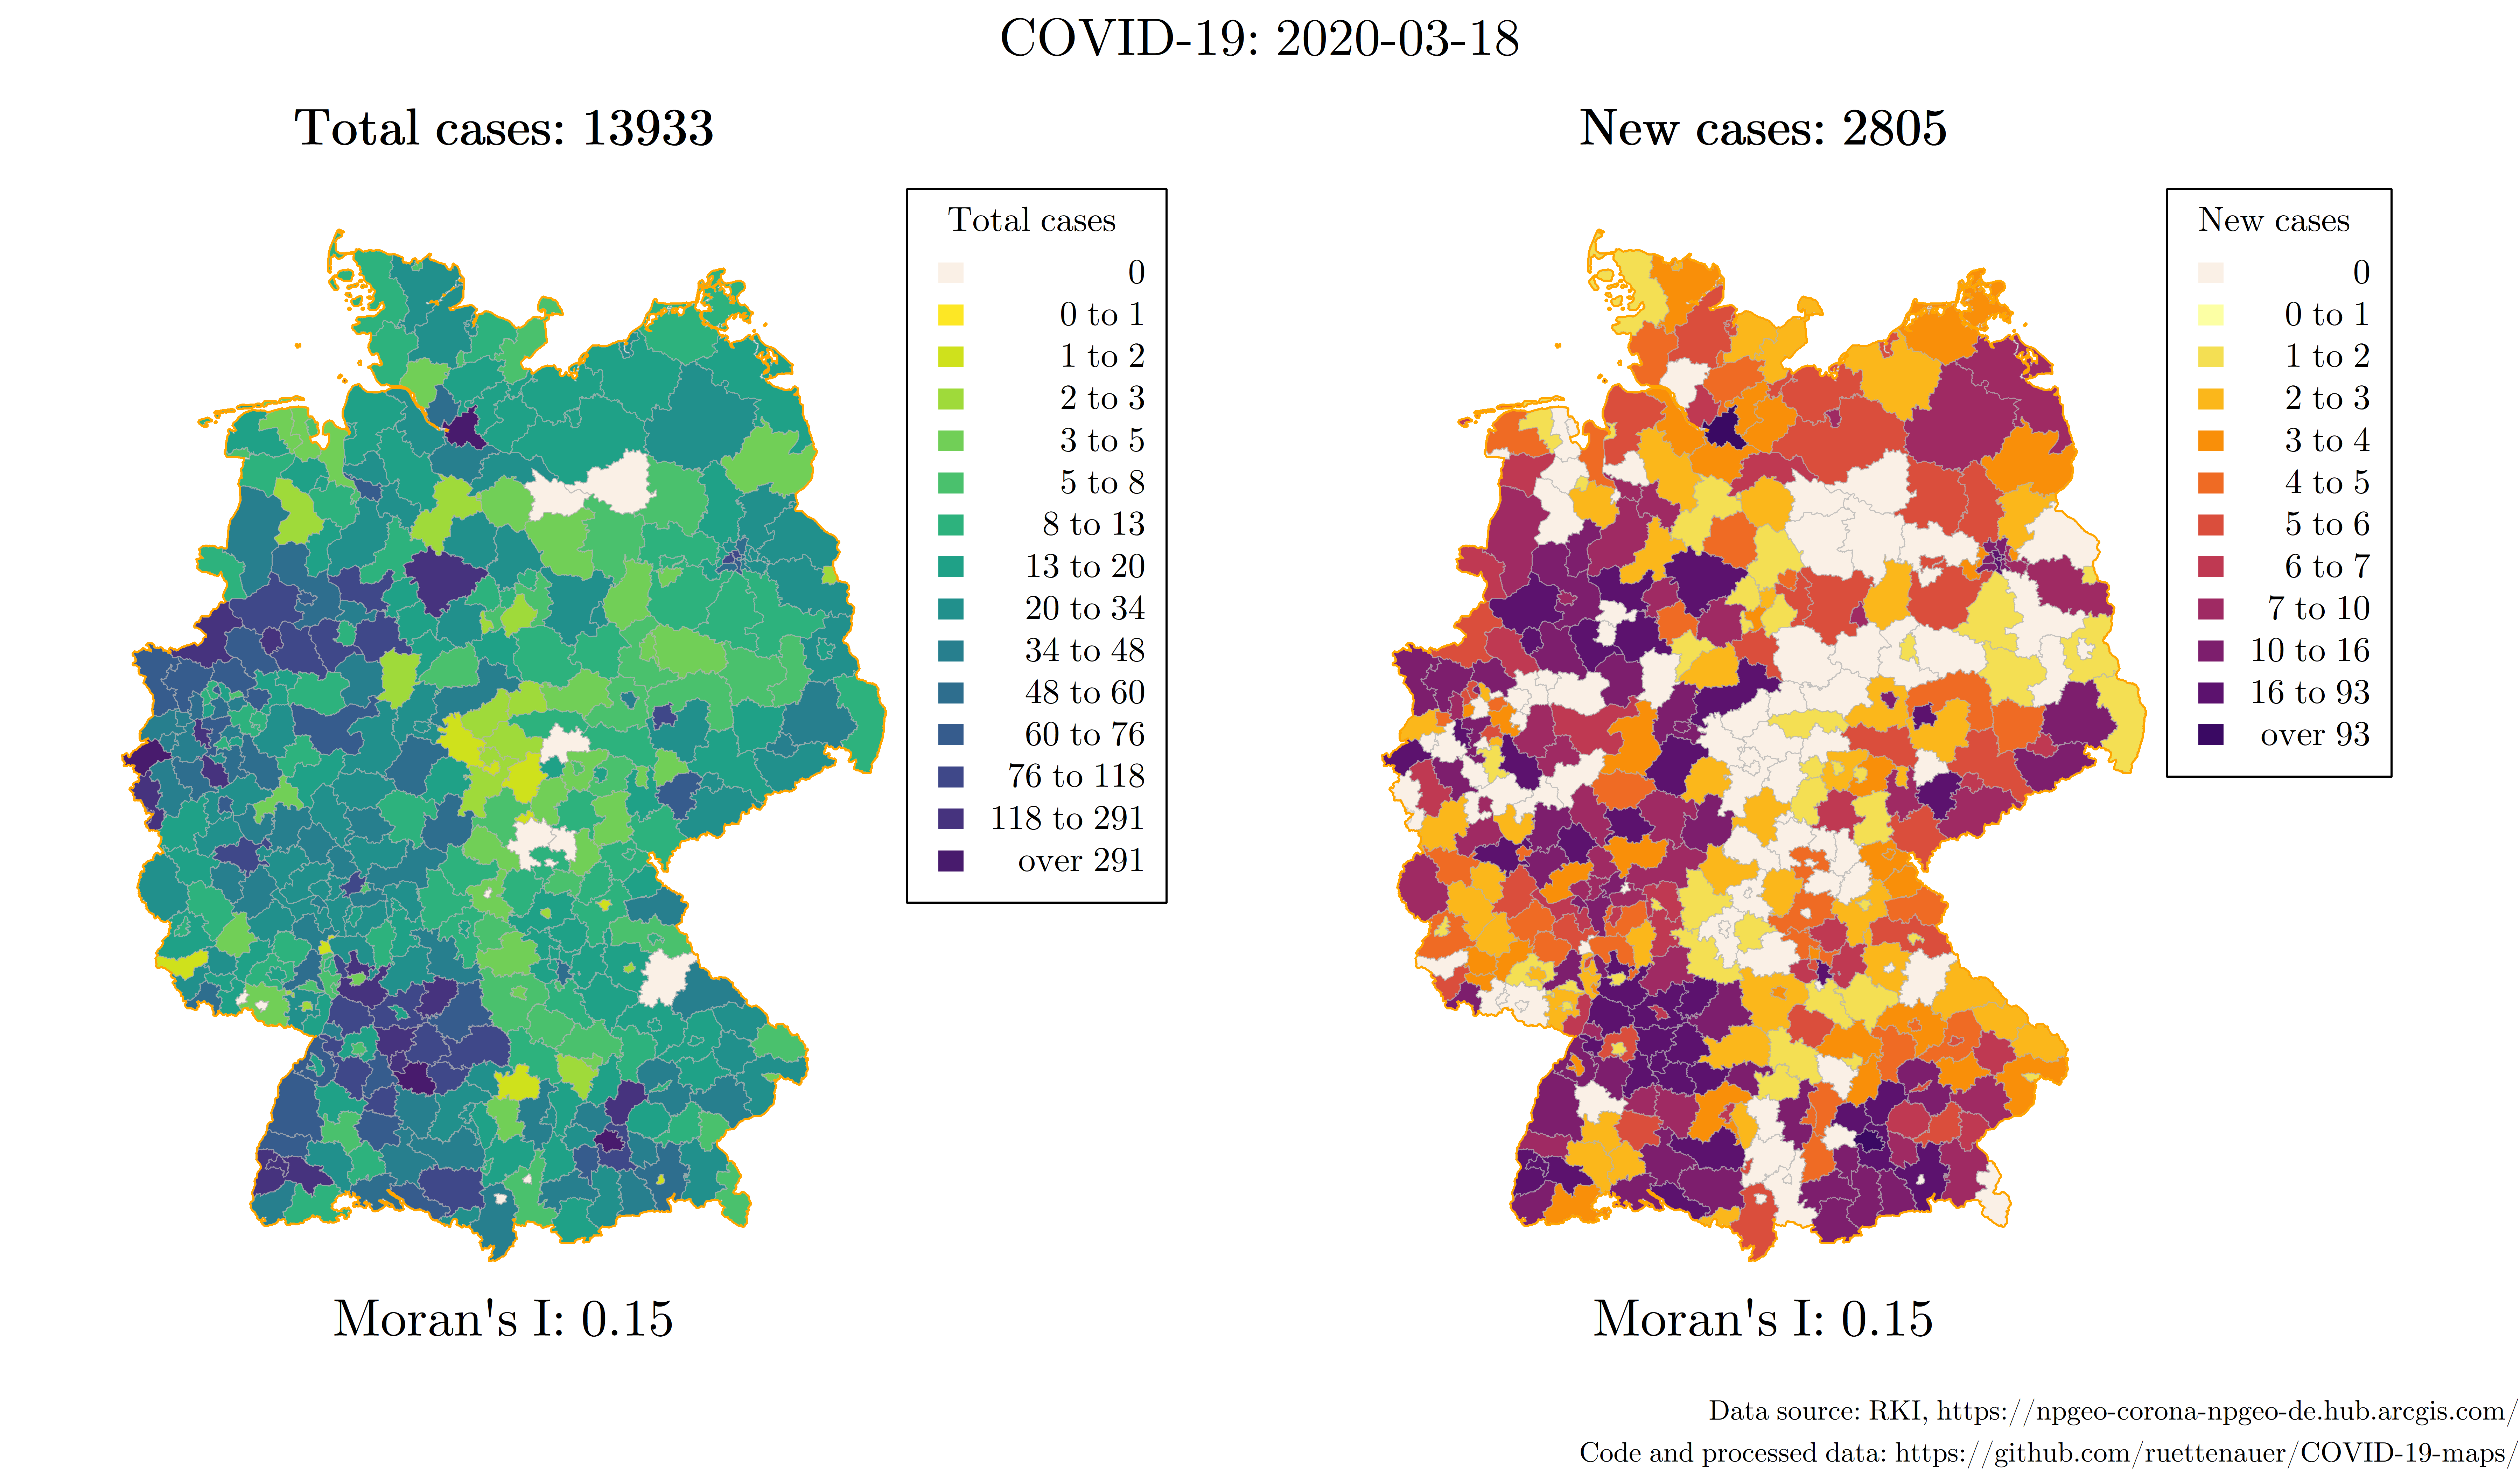 COVID-19: 2020-03-18
Total cases: 13933
Total cases
0
0 to 1
1 to 2
2 to 3
3 to 5
5 to 8
8 to 13
13 to 20
20 to 34
34 to 48
48 to 60
60 to 76
76 to 118
118 to 291
over 291
Moran's I: 0.15
New cases: 2805
New cases
0
0 to 1
1 to 2
2 to 3
3 to 4
4 to 5
5 to 6
6 to 7
7 to 10
10 to 16
16 to 93
over 93
Moran's I: 0.15
Data source: RKI, https://npgeo-corona-npgeo-de.hub.arcgis.com/
Code and processed data: https://github.com/ruettenauer/COVID-19-maps/